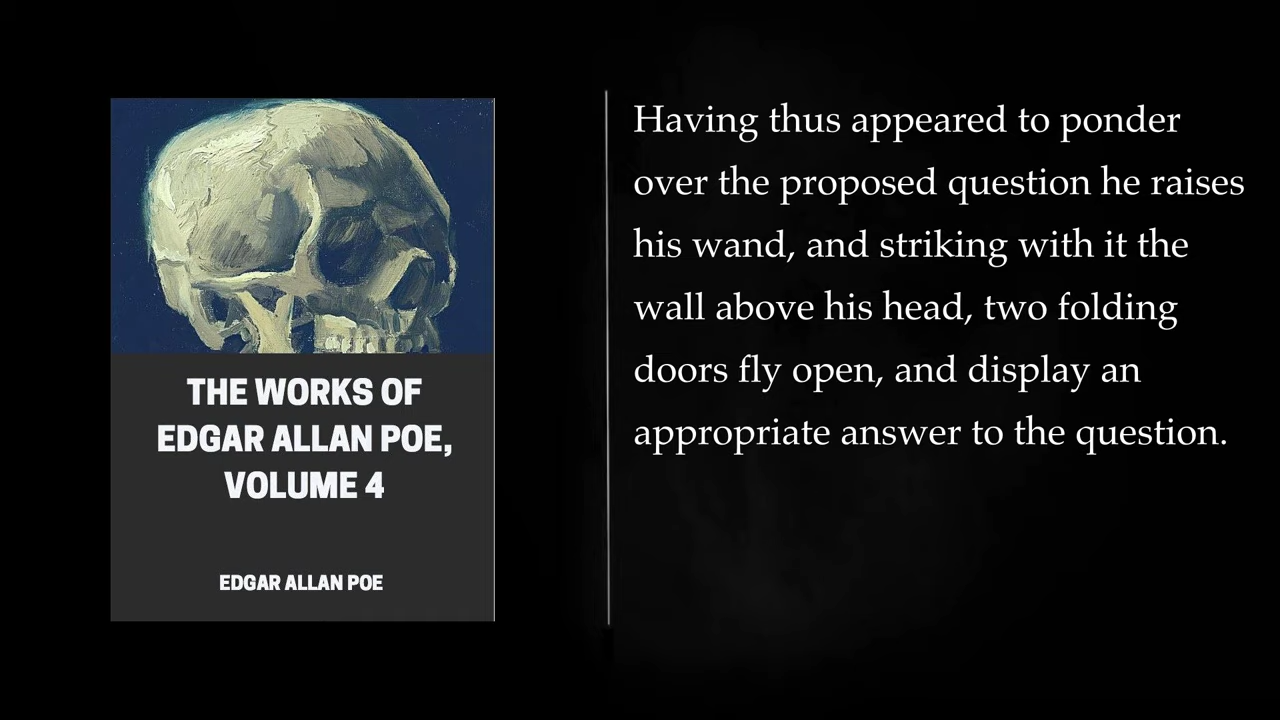 THE WORKS OF
EDGAR ALLAN POE,
VOLUME 4
EDGAR ALLAN POE
Having thus appeared to ponder
over the proposed question he raises
his wand, and striking with it the
wall above his head, two folding
doors fly open, and display an
appropriate answer to the question.